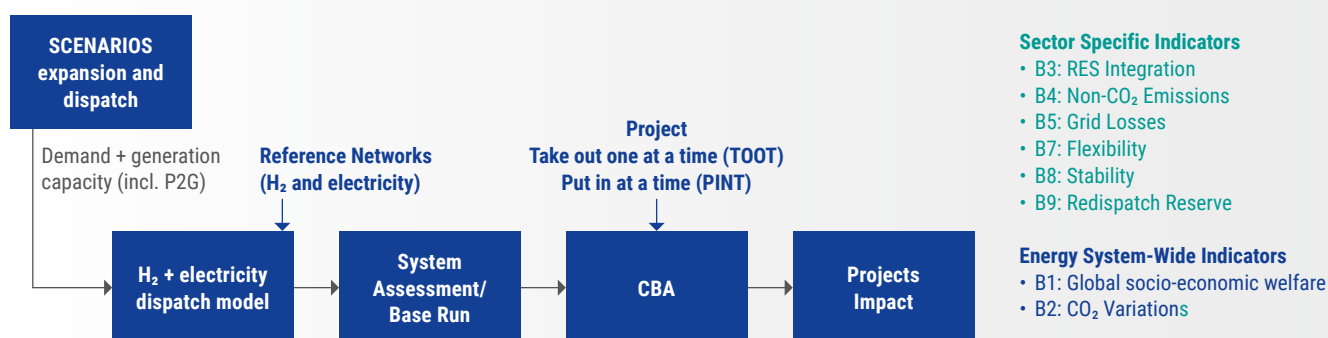 SCENARIOS
expansion and
dispatch
Demand + generation
capacity (incl. P2G)
Reference Networks
(H₂ and electricity)
Project
Take out one at a time (TOOT)
Put in at a time (PINT)
H₂ + electricity
dispatch model
System
Assessment/
Base Run
CBA
Projects
Impact
Sector Specific Indicators
• B3: RES Integration
• B4: Non-CO₂ Emissions
• B5: Grid Losses
• B7: Flexibility
• B8: Stability
• B9: Redispatch Reserve
Energy System-Wide Indicators
• B1: Global socio-economic welfare
• B2: CO₂ Variations